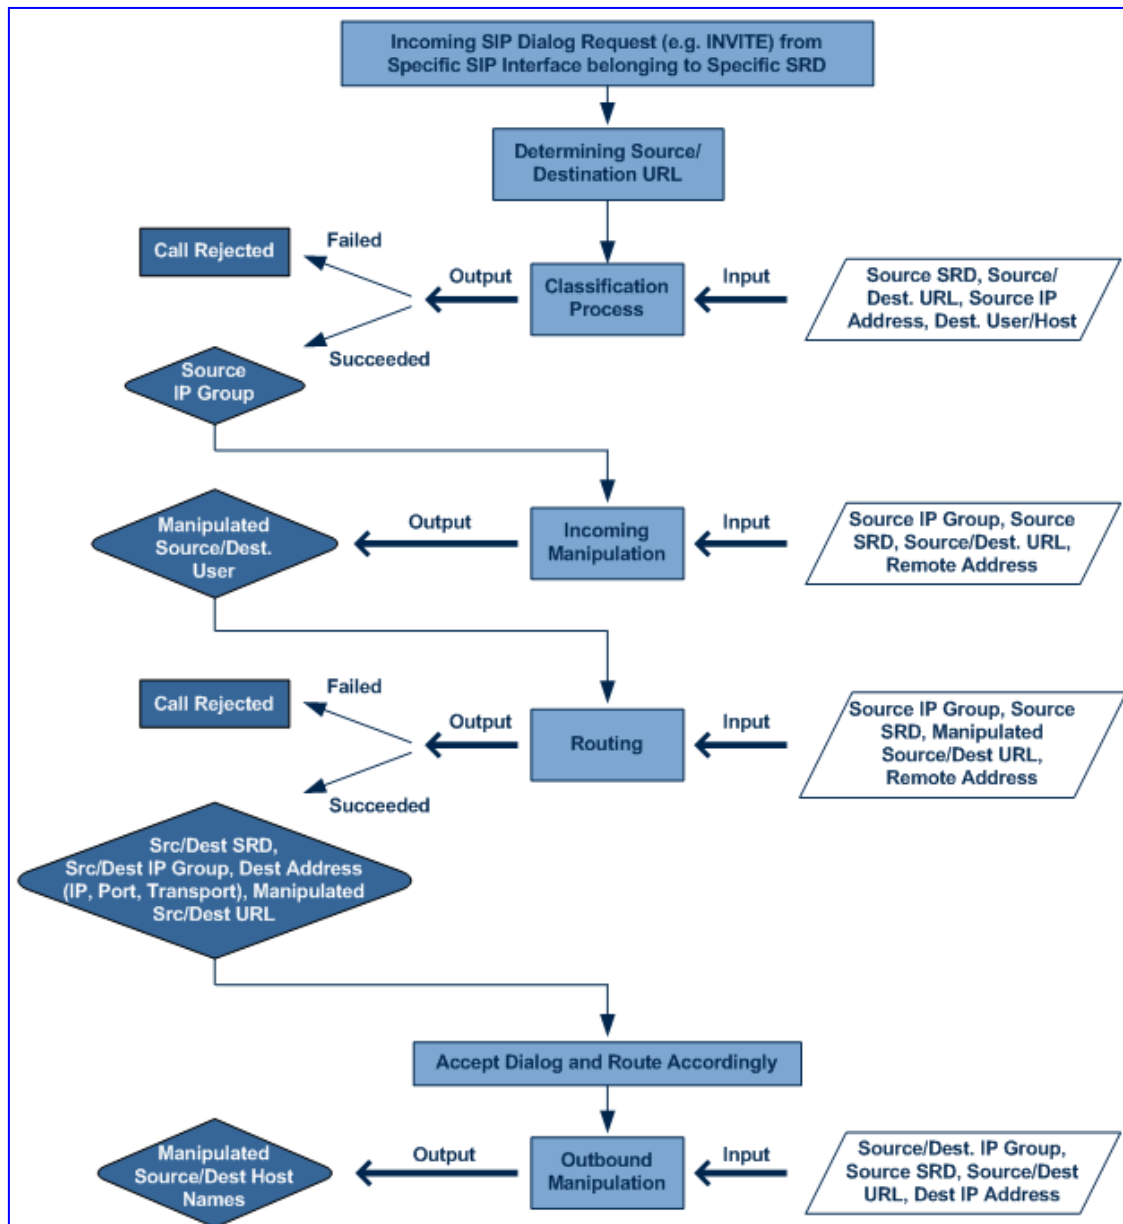 Incoming SIP Dialog Request (e.g. INVITE) from
Specific SIP Interface belonging to Specific SRD
Determining Source/
Destination URL
Call Rejected
Failed
Output
Classification
Process
Input
Source SRD, Source/
Dest. URL, Source IP
Address, Dest. User/Host
Succeeded
Source
IP Group
Manipulated
Source/Dest.
User
Output
Incoming
Manipulation
Input
Source IP Group, Source
SRD, Source/Dest. URL,
Remote Address
Call Rejected
Failed
Output
Routing
Input
Source IP Group, Source
SRD, Manipulated
Source/Dest URL,
Remote Address
Succeeded
Src/Dest SRD,
Src/Dest IP Group, Dest Address
(IP, Port, Transport), Manipulated
Src/Dest URL
Accept Dialog and Route Accordingly
Manipulated
Source/Dest Host
Names
Output
Outbound
Manipulation
Input
Source/Dest. IP Group,
Source SRD, Source/Dest
URL, Dest IP Address